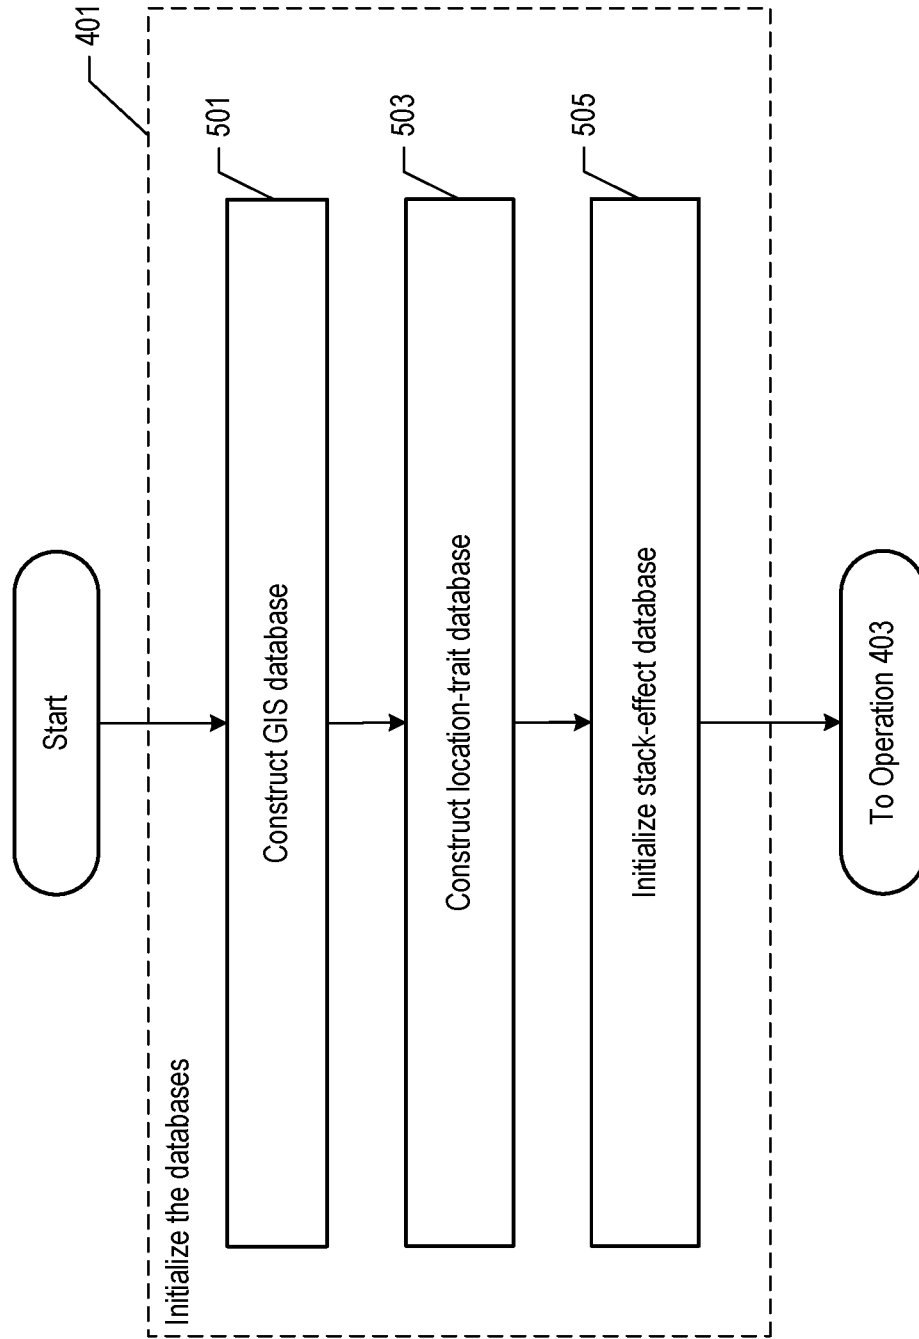 Start
401
Initialize the databases
501
Construct GIS database
503
Construct location-trait database
505
Initialize stack-effect database
To Operation 403